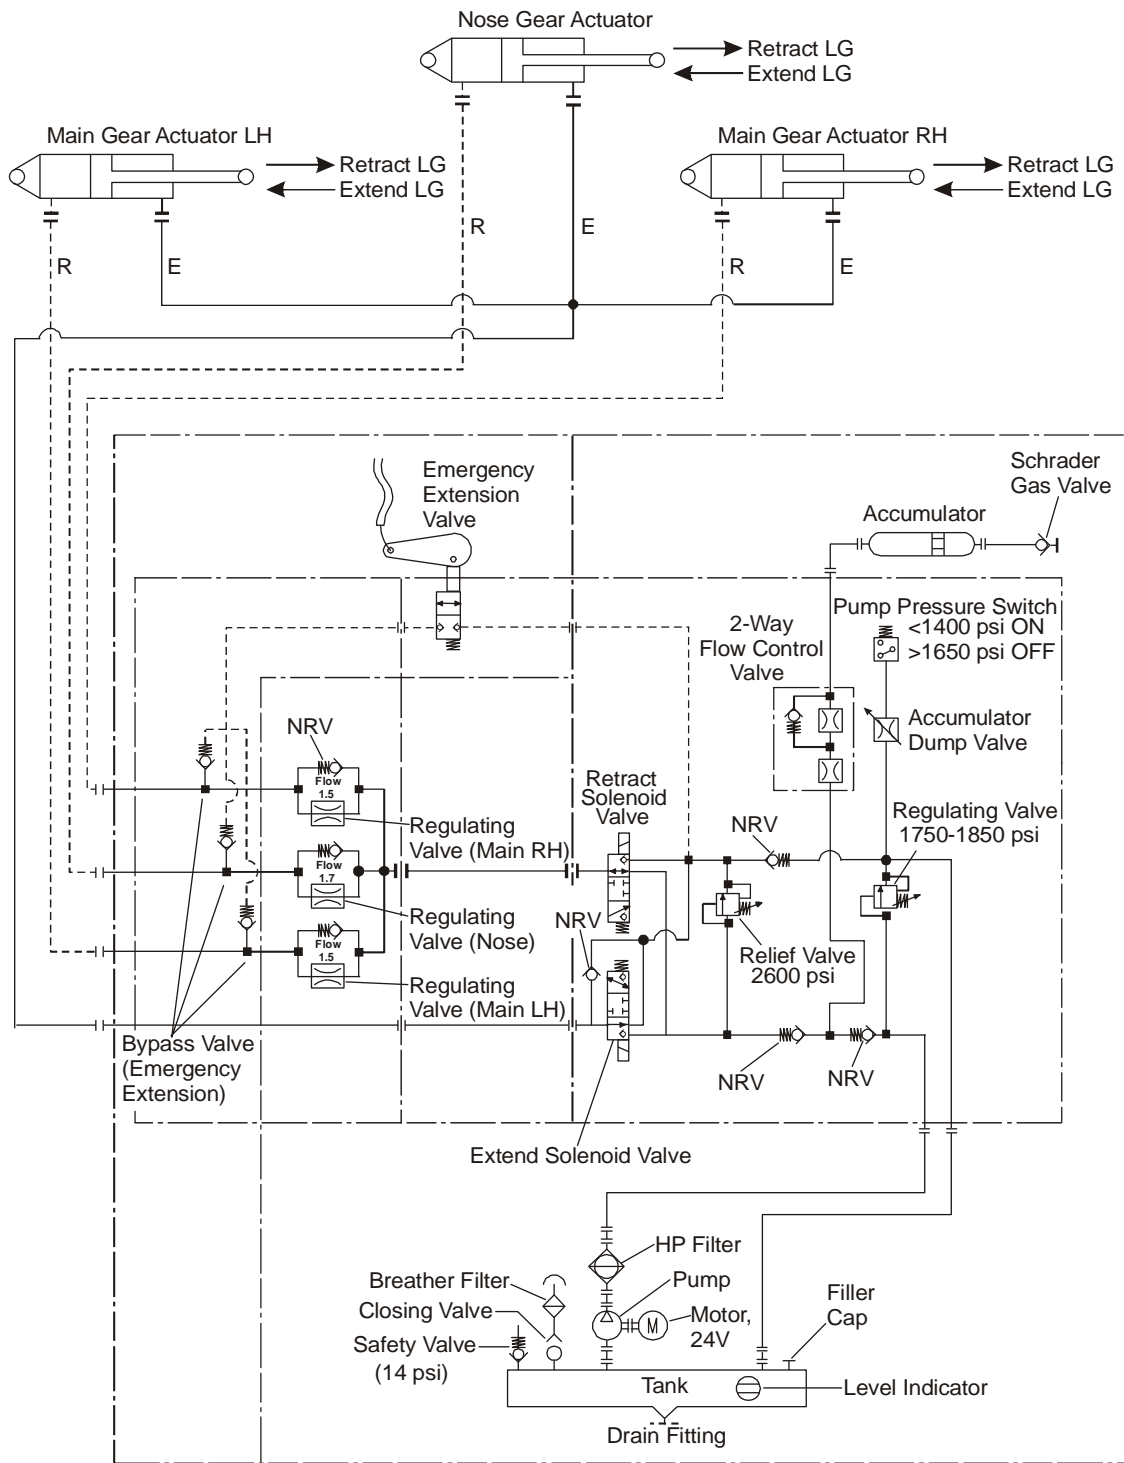 Nose Gear Actuator
Retract LG
Extend LG
Main Gear Actuator LH
Retract LG
Extend LG
Main Gear Actuator RH
Retract LG
Extend LG
R
E
R
E
R
E
Emergency
Extension
Valve
Schrader
Gas Valve
Accumulator
Pump Pressure Switch
<1400 psi ON
>1650 psi OFF
2-Way
Flow Control
Valve
Accumulator
Dump Valve
NRV
Flow
1.5
Regulating
Valve (Main RH)
Flow
1.7
Regulating
Valve (Nose)
Flow
1.5
Regulating
Valve (Main LH)
Retract
Solenoid
Valve
NRV
Regulating Valve
1750-1850 psi
NRV
Relief Valve
2600 psi
Bypass Valve
(Emergency
Extension)
NRV
NRV
Extend Solenoid Valve
HP Filter
Breather Filter
Pump
Closing Valve
Motor,
24V
M
Safety Valve
(14 psi)
Filler
Cap
Tank
Level Indicator
Drain Fitting